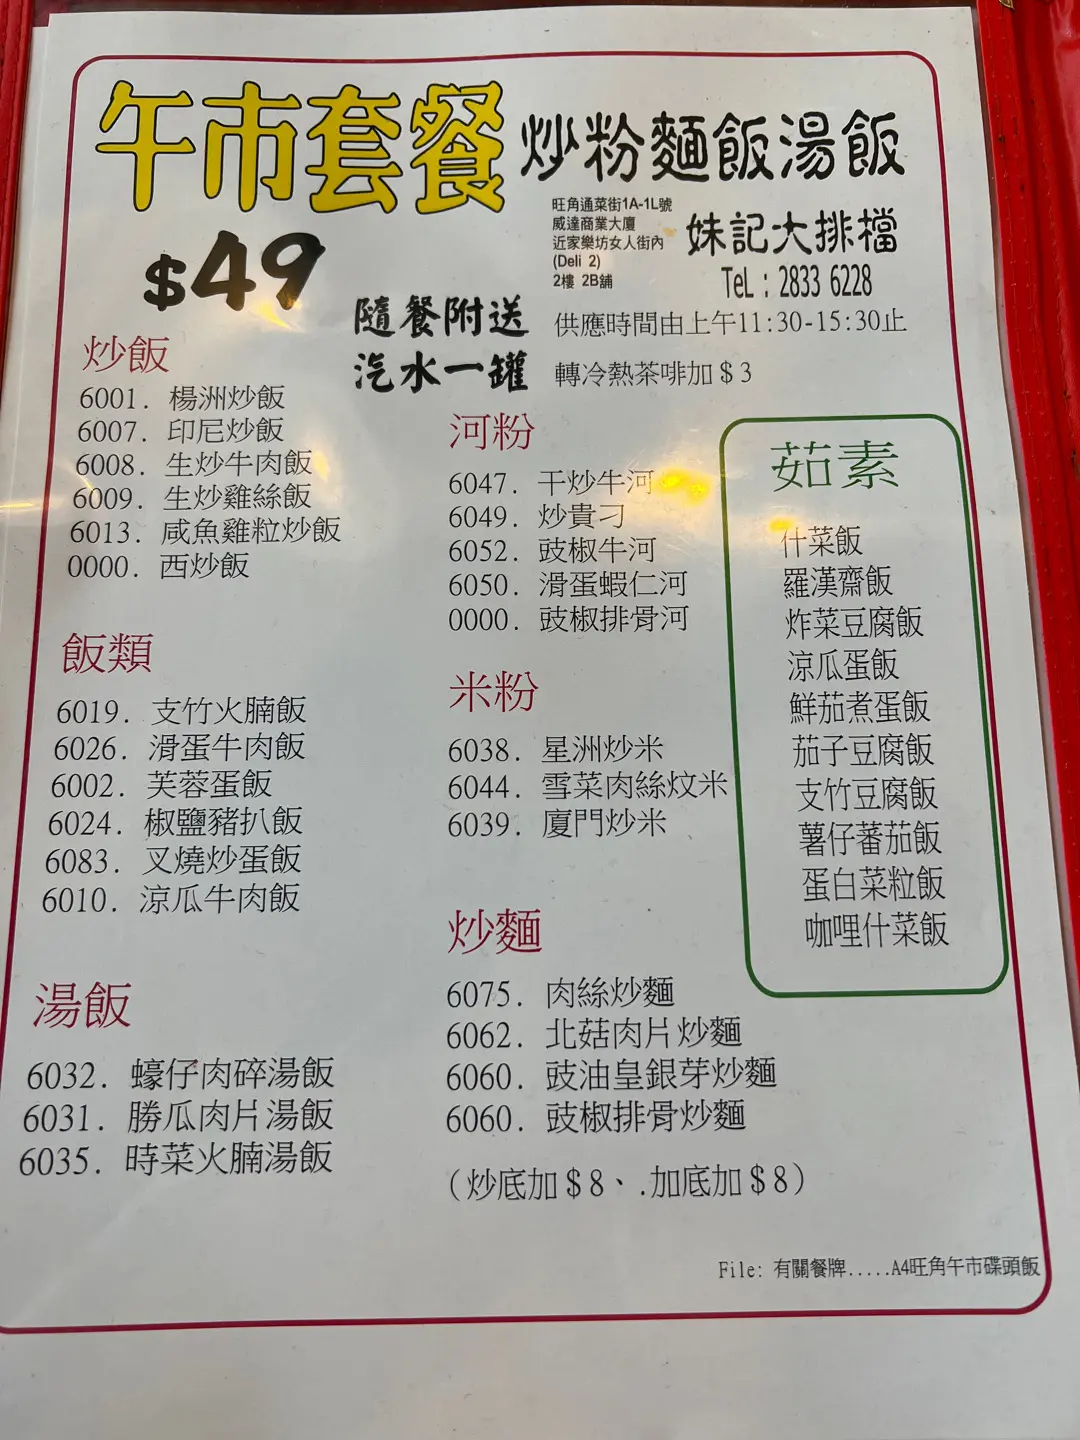 午市套餐
炒粉麵飯湯飯
$49
旺角通菜街1A-1L號
威達商業大廈
近家樂坊女人街內
(Deli 2)
2樓 2B舖
妹記大排檔
TeL : 2833 6228
隨餐附送
汽水一罐
供應時間由上午11:30-15:30止
轉冷熱茶啡加$3
炒飯
6001. 楊洲炒飯
6007. 印尼炒飯
6008. 生炒牛肉飯
6009. 生炒雞絲飯
6013. 咸魚雞粒炒飯
0000. 西炒飯
飯類
6019. 支竹火腩飯
6026. 滑蛋牛肉飯
6002. 芙蓉蛋飯
6024. 椒鹽豬扒飯
6083. 叉燒炒蛋飯
6010. 涼瓜牛肉飯
湯飯
6032. 蠔仔肉碎湯飯
6031. 勝瓜肉片湯飯
6035. 時菜火腩湯飯
河粉
6047. 干炒牛河
6049. 炒貴刁
6052. 豉椒牛河
6050. 滑蛋蝦仁河
0000. 豉椒排骨河
米粉
6038. 星洲炒米
6044. 雪菜肉絲炆米
6039. 廈門炒米
炒麵
6075. 肉絲炒麵
6062. 北菇肉片炒麵
6060. 豉油皇銀芽炒麵
6060. 豉椒排骨炒麵
(炒底加$8、.加底加$8)
茹素
什菜飯
羅漢齋飯
炸菜豆腐飯
涼瓜蛋飯
鮮茄煮蛋飯
茄子豆腐飯
支竹豆腐飯
薯仔蕃茄飯
蛋白菜粒飯
咖哩什菜飯
File: 有關餐牌.....A4旺角午市碟頭飯